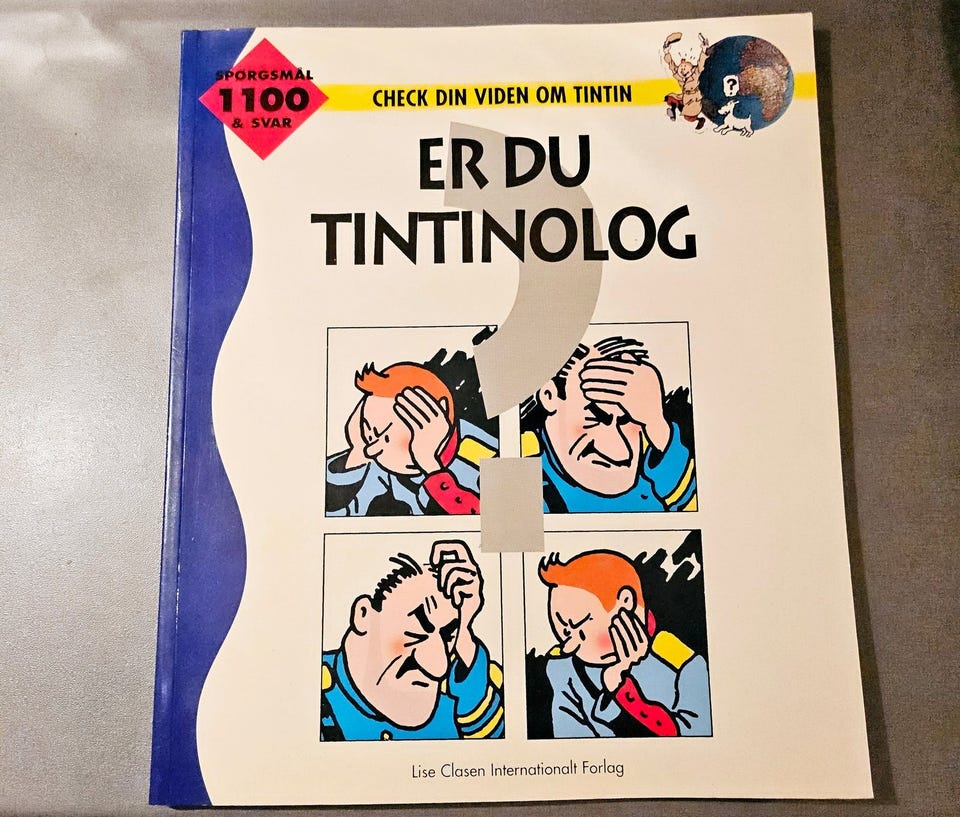 SPØRGSMÅL
1100
& SVAR
CHECK DIN VIDEN OM TINTIN
?
ER DU
TINTINOLOG
?
Lise Clasen Internationalt Forlag